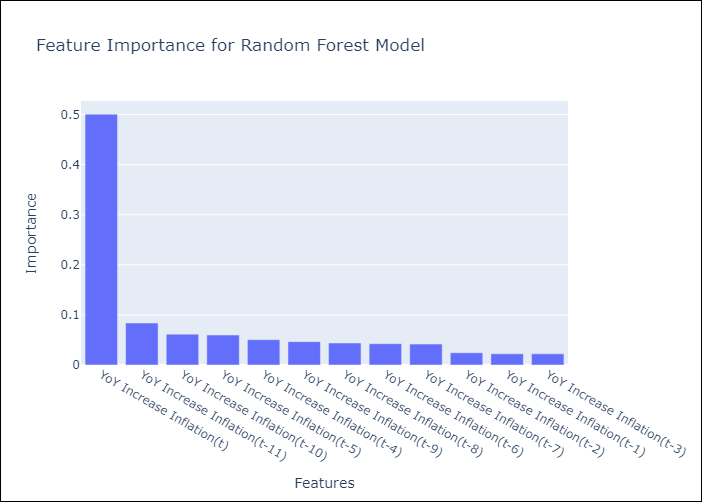 Feature Importance for Random Forest Model
Importance
0.5
0.4
0.3
0.2
0.1
0
YoY Increase Inflation(t)
YoY Increase Inflation(t-11)
YoY Increase Inflation(t-10)
YoY Increase Inflation(t-5)
YoY Increase Inflation(t-4)
YoY Increase Inflation(t-9)
YoY Increase Inflation(t-8)
YoY Increase Inflation(t-6)
YoY Increase Inflation(t-7)
YoY Increase Inflation(t-2)
YoY Increase Inflation(t-1)
YoY Increase Inflation(t-3)
Features